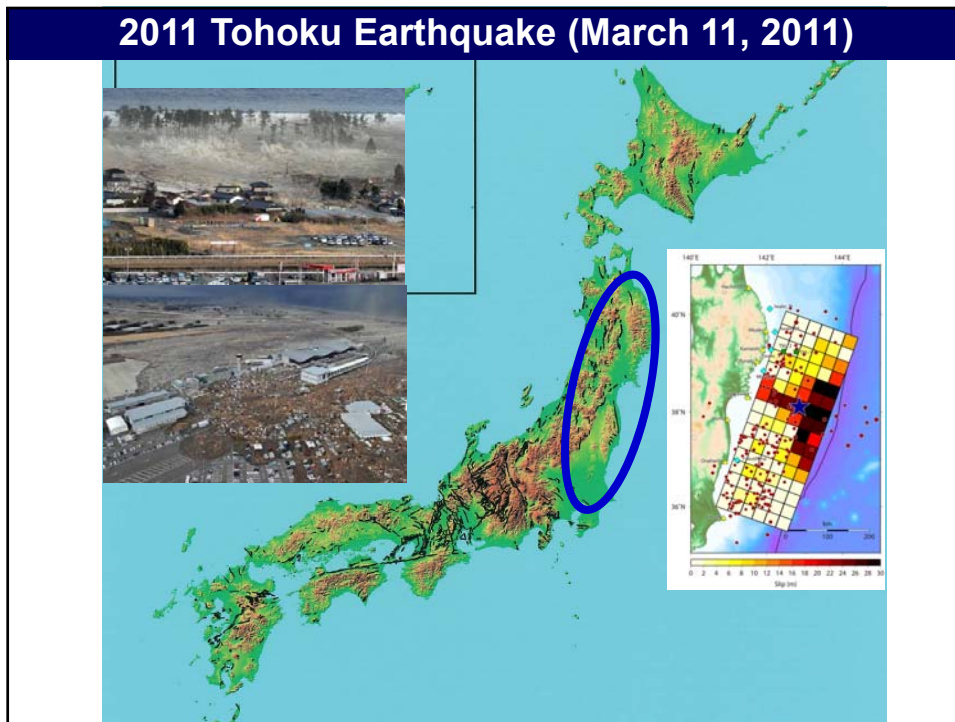 2011 Tohoku Earthquake (March 11, 2011)
140˚E 142˚E 144˚E
40˚N
38˚N
36˚N
km
0 100 200
0 2 4 6 8 10 12 14 16 18 20 22 24 26 28 30
Slip (m)